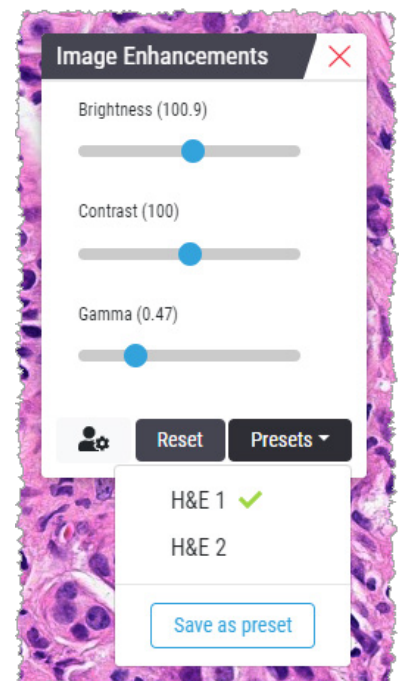 Image Enhancements
Brightness (100.9)
Contrast (100)
Gamma (0.47)
Reset Presets
H&E 1
H&E 2
Save as preset